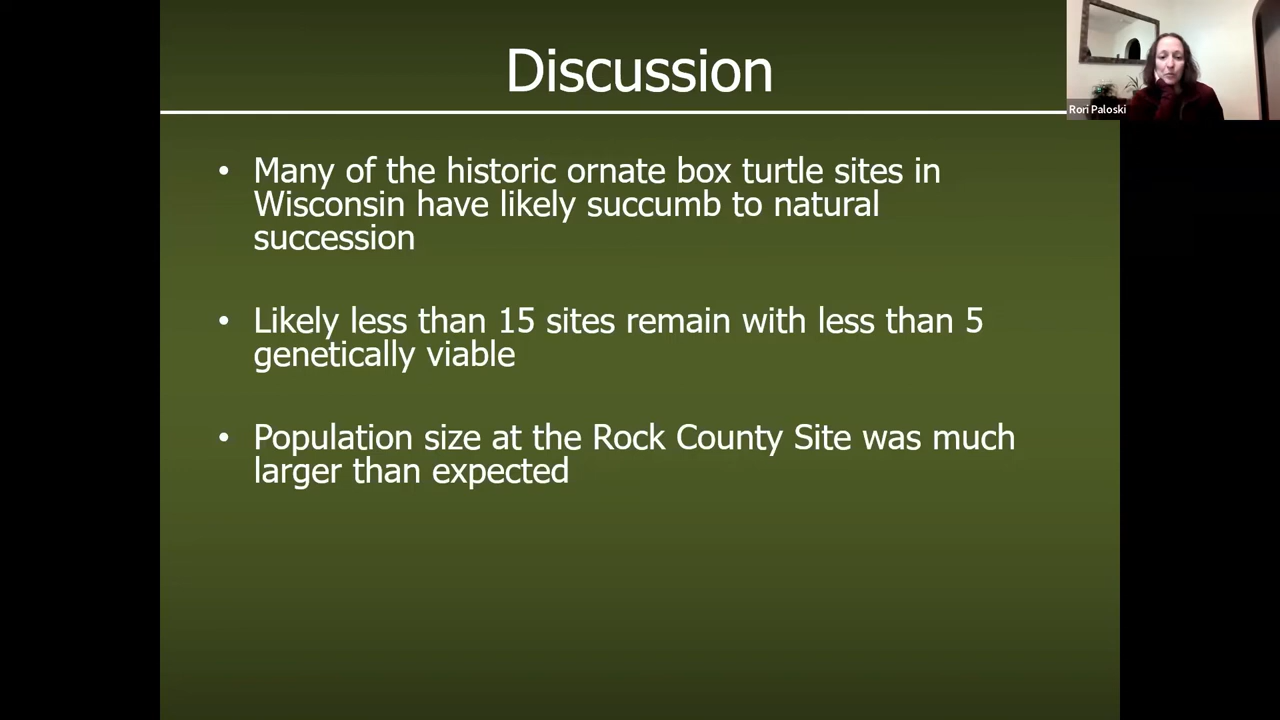 Discussion
Rori Paloski
• Many of the historic ornate box turtle sites in
Wisconsin have likely succumb to natural
succession
• Likely less than 15 sites remain with less than 5
genetically viable
• Population size at the Rock County Site was much
larger than expected